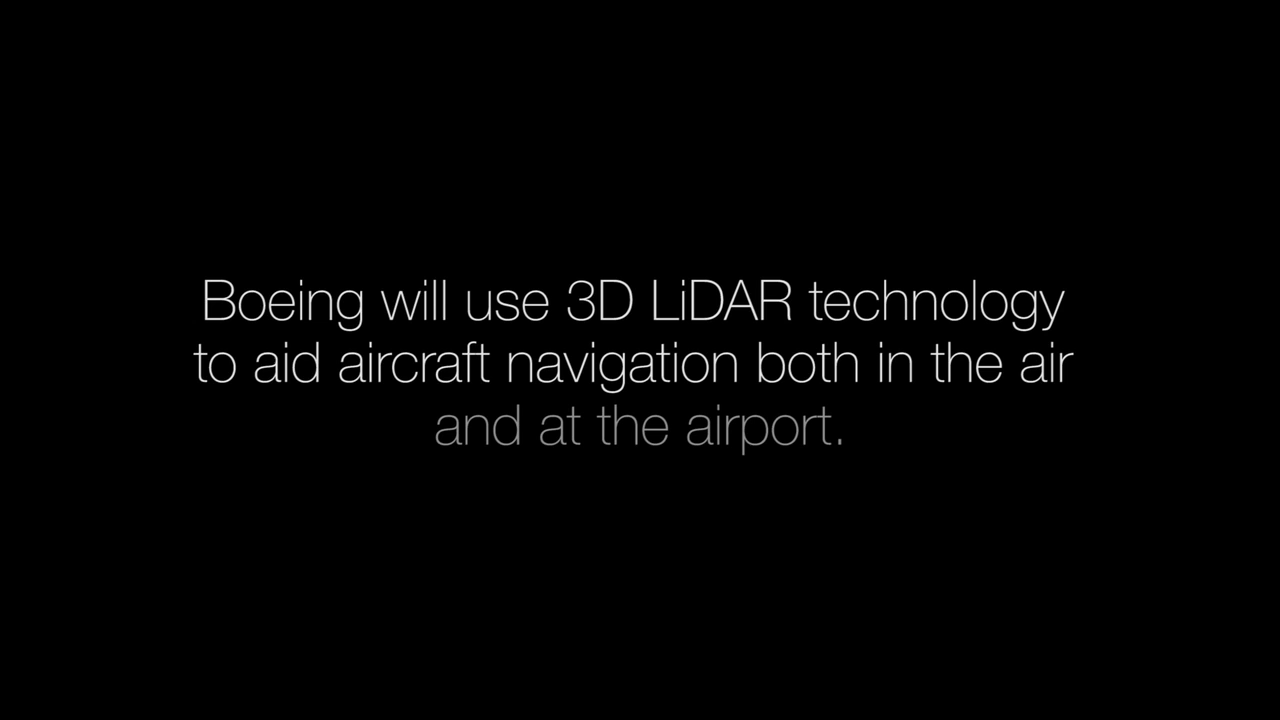 Boeing will use 3D LiDAR technology
to aid aircraft navigation both in the air
and at the airport.